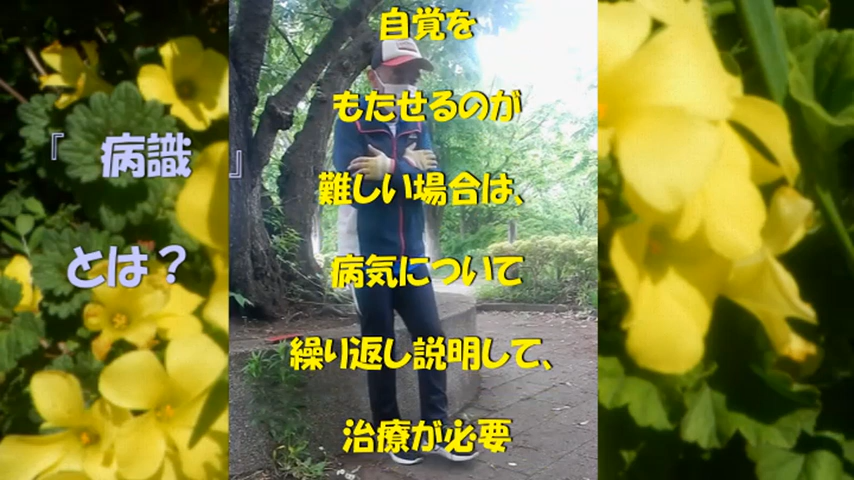 『　病識　』
とは？
自覚を
もたせるのが
難しい場合は、
病気について
繰り返し説明して、
治療が必要